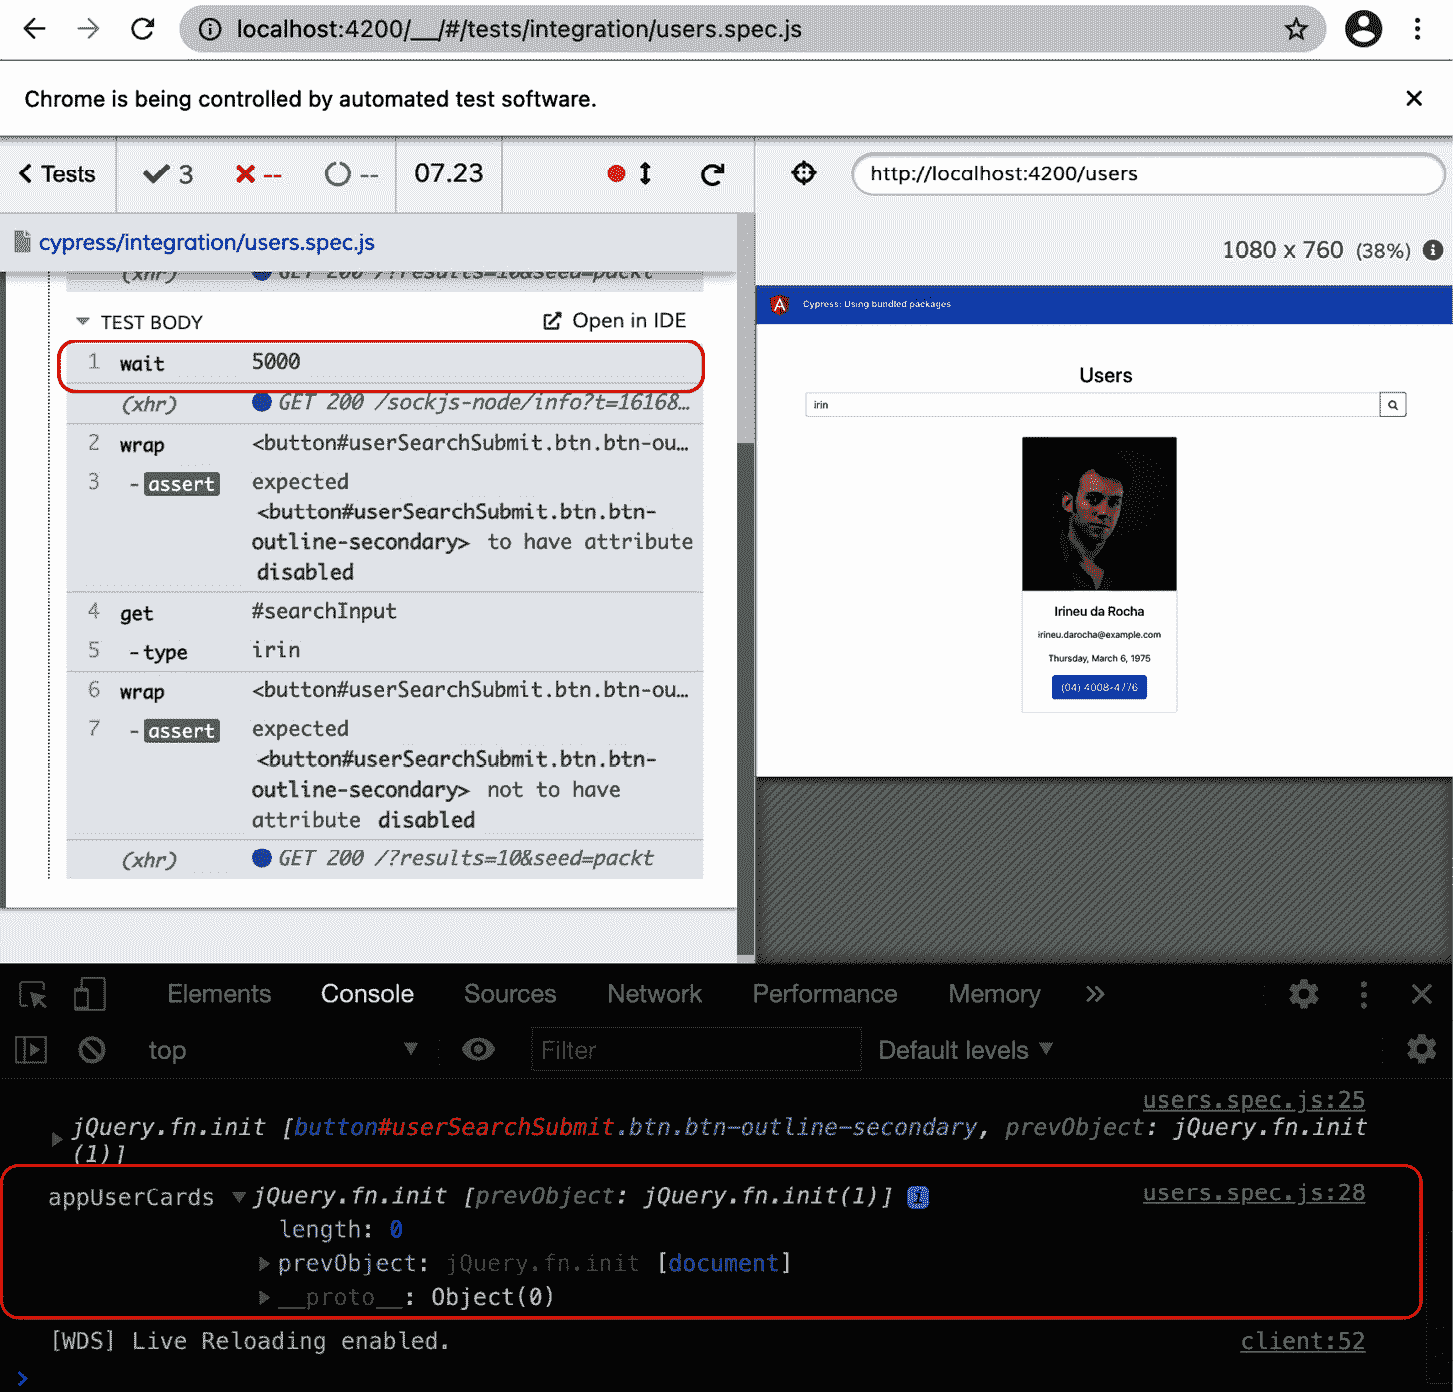 localhost:4200/__/#/tests/integration/users.spec.js
Chrome is being controlled by automated test software.
Tests 3 -- -- 07.23
http://localhost:4200/users
cypress/integration/users.spec.js
1080 x 760 (38%)
(xhr) GET 200 /?results=10&seed=packt
TEST BODY Open in IDE
1 wait 5000
(xhr) GET 200 /sockjs-node/info?t=16168…
2 wrap <button#userSearchSubmit.btn.btn-ou…
3 -assert expected
<button#userSearchSubmit.btn.btn-
outline-secondary> to have attribute
disabled
4 get #searchInput
5 -type irin
6 wrap <button#userSearchSubmit.btn.btn-ou…
7 -assert expected
<button#userSearchSubmit.btn.btn-
outline-secondary> not to have
attribute disabled
(xhr) GET 200 /?results=10&seed=packt
Cypress: Using bundled packages
Users
irin
Irineu da Rocha
irineu.darocha@example.com
Thursday, March 6, 1975
(04) 4008-4776
Elements Console Sources Network Performance Memory »
top Filter Default levels
users.spec.js:25
jQuery.fn.init [button#userSearchSubmit.btn.btn-outline-secondary, prevObject: jQuery.fn.init
(1)]
appUserCards jQuery.fn.init [prevObject: jQuery.fn.init(1)] i users.spec.js:28
length: 0
prevObject: jQuery.fn.init [document]
__proto__: Object(0)
[WDS] Live Reloading enabled. client:52
>